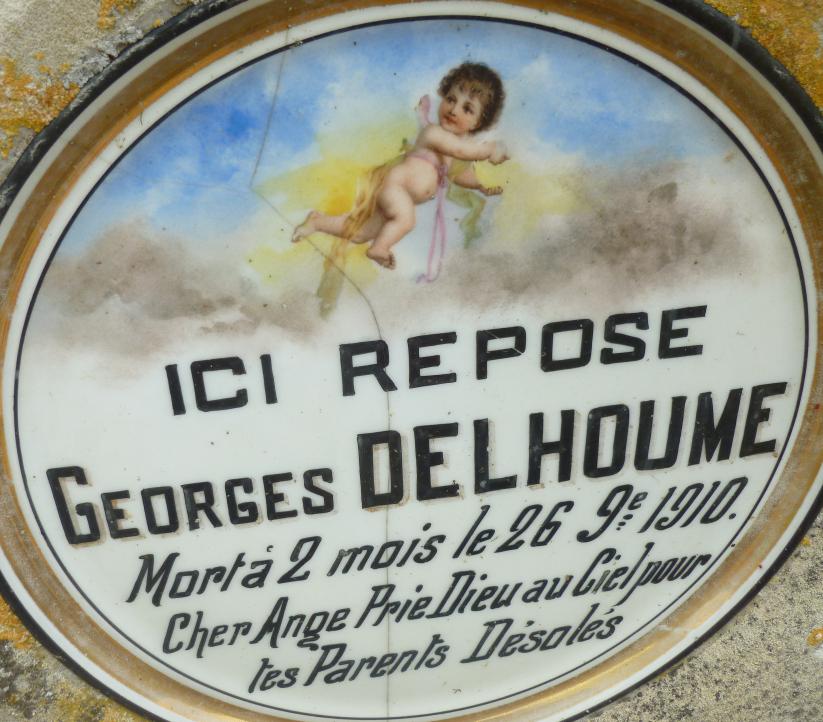 ICI REPOSE
GEORGES DELHOUME
Mort à 2 mois le 26 9e 1910.
Cher Ange Prie Dieu au Ciel pour
tes Parents Désolés